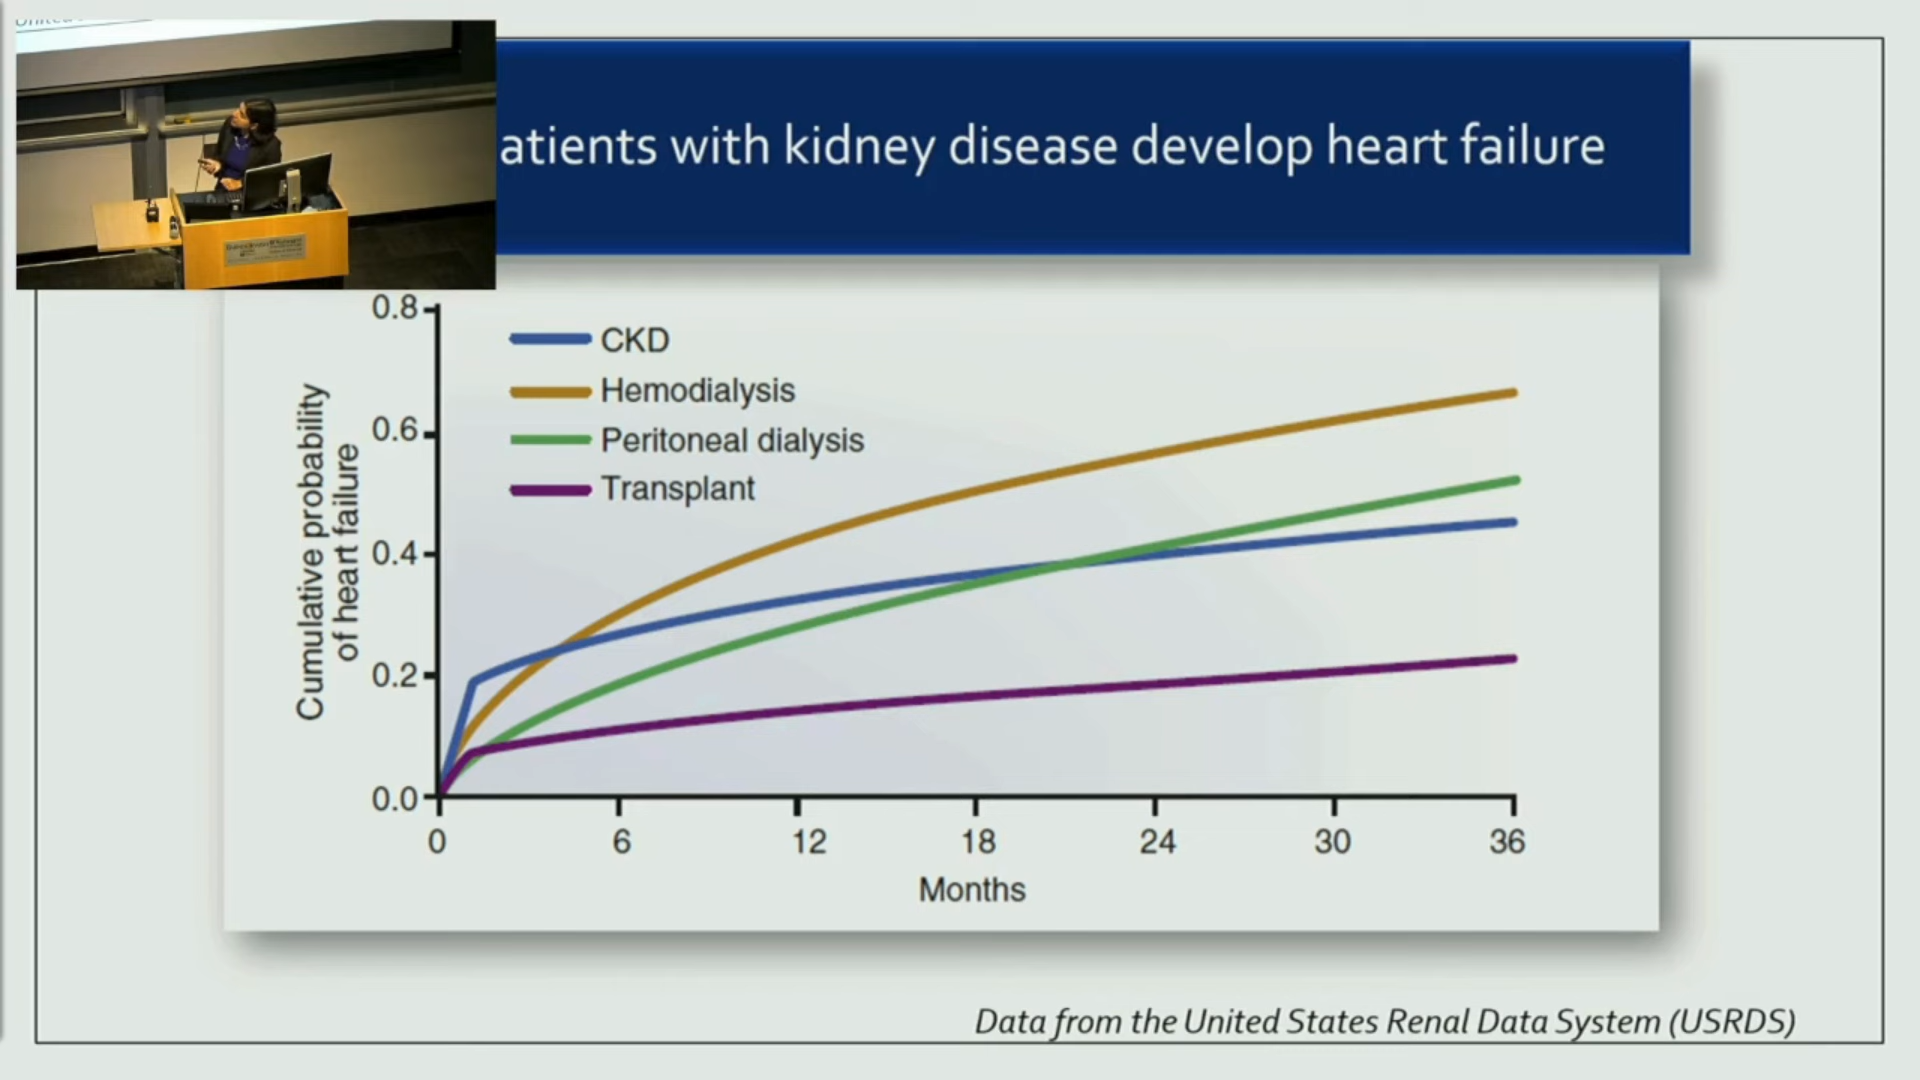 atients with kidney disease develop heart failure
0.8
CKD
Hemodialysis
0.6
Peritoneal dialysis
Transplant
Cumulative probability
of heart failure
0.4
0.2
0.0
0 6 12 18 24 30 36
Months
Data from the United States Renal Data System (USRDS)